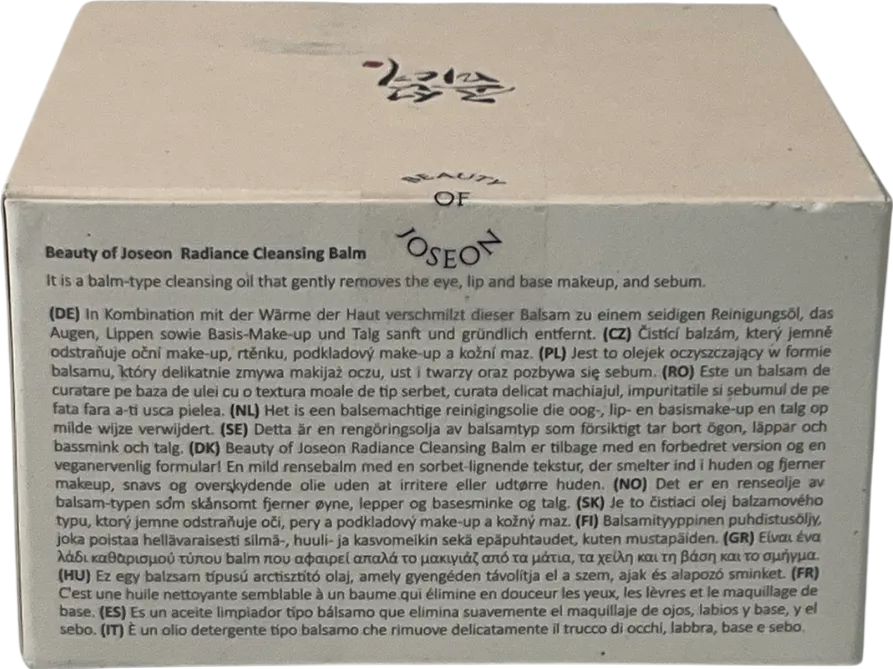 BEAUTY
OF
JOSEON
Beauty of Joseon Radiance Cleansing Balm
It is a balm-type cleansing oil that gently removes the eye, lip and base makeup, and sebum.
(DE) In Kombination mit der Wärme der Haut verschmilzt dieser Balsam zu einem seidigen Reinigungsöl, das
Augen, Lippen sowie Basis-Make-up und Talg sanft und gründlich entfernt. (CZ) Čistící balzám, který jemně
odstraňuje oční make-up, rtěnku, podkladový make-up a kožní maz. (PL) Jest to olejek oczyszczający w formie
balsamu, który delikatnie zmywa makijaż oczu, ust i twarzy oraz pozbywa się sebum. (RO) Este un balsam de
curatare pe baza de ulei cu o textura moale de tip serbet, curata delicat machiajul, impuritatile si sebumul de pe
fata fara a-ti usca pielea. (NL) Het is een balsemachtige reinigingsolie die oog-, lip- en basismake-up en talg op
milde wijze verwijdert. (SE) Detta är en rengöringsolja av balsamtyp som försiktigt tar bort ögon, läppar och
bassmink och talg. (DK) Beauty of Joseon Radiance Cleansing Balm er tilbage med en forbedret version og en
veganervenlig formular! En mild rensebalm med en sorbet-lignende tekstur, der smelter ind i huden og fjerner
makeup, snavs og overskydende olie uden at irritere eller udtørre huden. (NO) Det er en renseolje av
balsam-typen som skånsomt fjerner øyne, lepper og basesminke og talg. (SK) Je to čistiaci olej balzamového
typu, ktorý jemne odstraňuje oči, pery a podkladový make-up a kožný maz. (FI) Balsamityyppinen puhdistusöljy,
joka poistaa hellävaraisesti silmä-, huuli- ja kasvomeikin sekä epäpuhtaudet, kuten mustapäiden. (GR) Είναι ένα
λάδι καθαρισμού τύπου balm που αφαιρεί απαλά το μακιγιάζ από τα μάτια, τα χείλη και τη βάση και το σμήγμα.
(HU) Ez egy balzsam típusú arctisztító olaj, amely gyengéden távolítja el a szem, ajak és alapozó sminket. (FR)
C'est une huile nettoyante semblable à un baume qui élimine en douceur les yeux, les lèvres et le maquillage de
base. (ES) Es un aceite limpiador tipo bálsamo que elimina suavemente el maquillaje de ojos, labios y base, y el
sebo. (IT) È un olio detergente tipo balsamo che rimuove delicatamente il trucco di occhi, labbra, base e sebo.